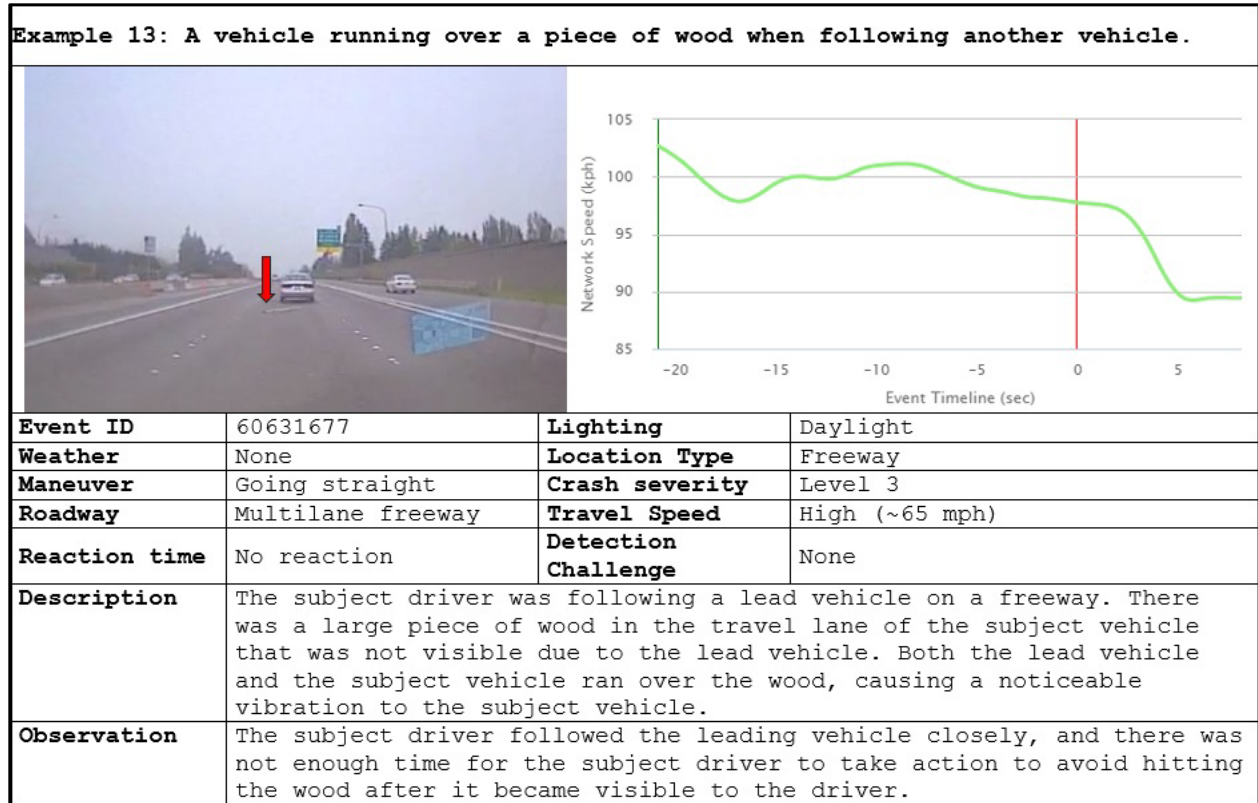 Example 13: A vehicle running over a piece of wood when following another vehicle.
105
100
95
90
85
Network Speed (kph)
-20 -15 -10 -5 0 5
Event Timeline (sec)
Event ID 60631677 Lighting Daylight
Weather None Location Type Freeway
Maneuver Going straight Crash severity Level 3
Roadway Multilane freeway Travel Speed High (~65 mph)
Reaction time No reaction Detection Challenge None
Description The subject driver was following a lead vehicle on a freeway. There
was a large piece of wood in the travel lane of the subject vehicle
that was not visible due to the lead vehicle. Both the lead vehicle
and the subject vehicle ran over the wood, causing a noticeable
vibration to the subject vehicle.
Observation The subject driver followed the leading vehicle closely, and there was
not enough time for the subject driver to take action to avoid hitting
the wood after it became visible to the driver.